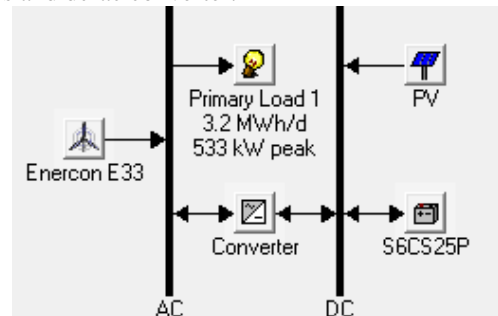 Primary Load 1
3.2 MWh/d
533 kW peak
PV
Enercon E33
Converter
S6CS25P
AC
DC